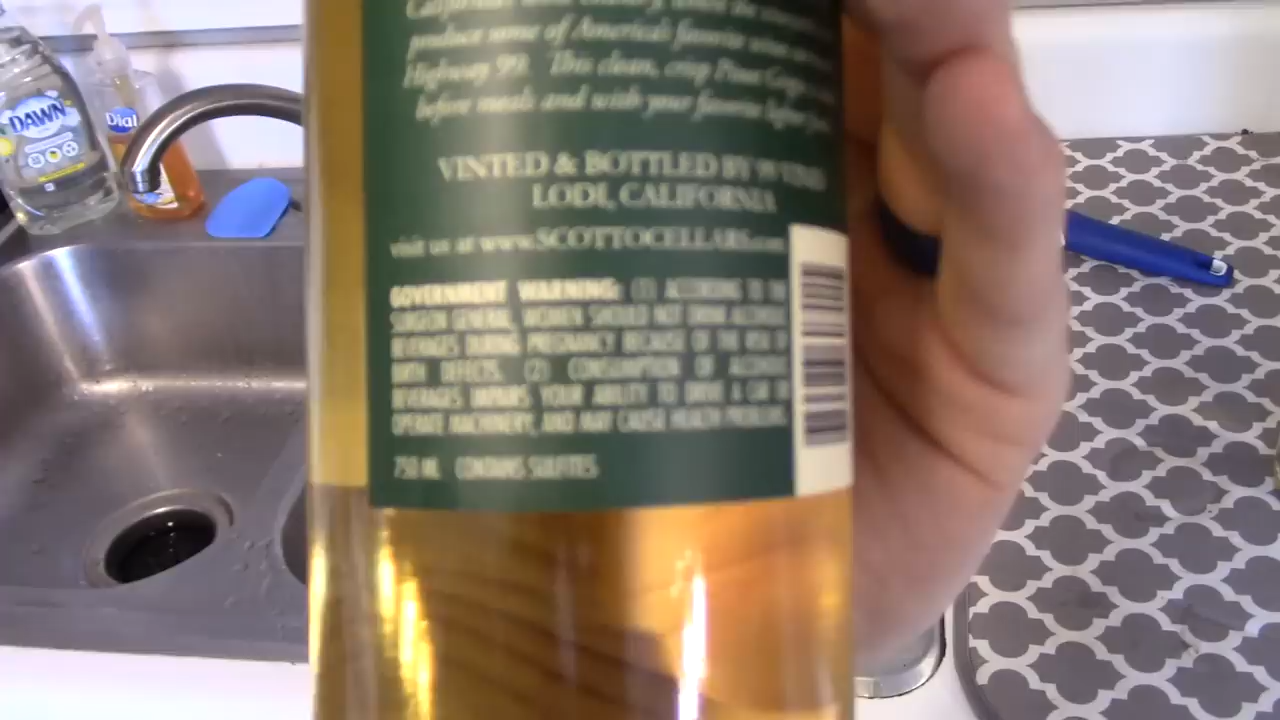 DAWN
Dial
produce some of America's favorite wine
Highway 99. This clean, crisp Pinot Grigio
before meals and with your favorite
VINTED & BOTTLED BY
LODI, CALIFORNIA
visit us at www.SCOTTOCELLARS.com
GOVERNMENT WARNING: (1) ACCORDING TO THE
SURGEON GENERAL, WOMEN SHOULD NOT DRINK ALCOHOLIC
BEVERAGES DURING PREGNANCY BECAUSE OF THE RISK OF
BIRTH DEFECTS. (2) CONSUMPTION OF ALCOHOLIC
BEVERAGES IMPAIRS YOUR ABILITY TO DRIVE A CAR OR
OPERATE MACHINERY, AND MAY CAUSE HEALTH PROBLEMS.
750 ML CONTAINS SULFITES